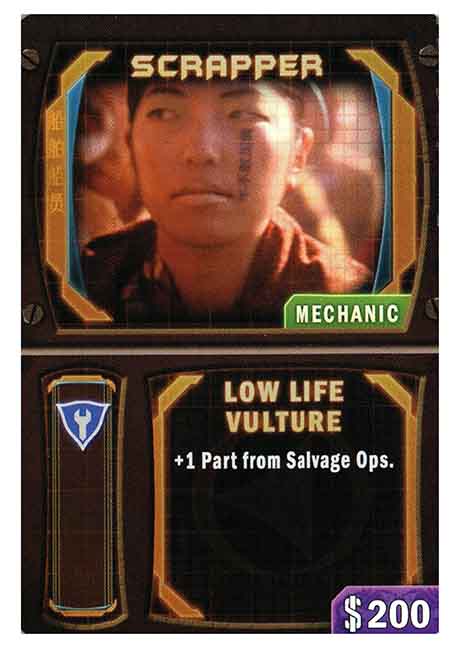 SCRAPPER
MECHANIC
LOW LIFE
VULTURE
+1 Part from Salvage Ops.
$200